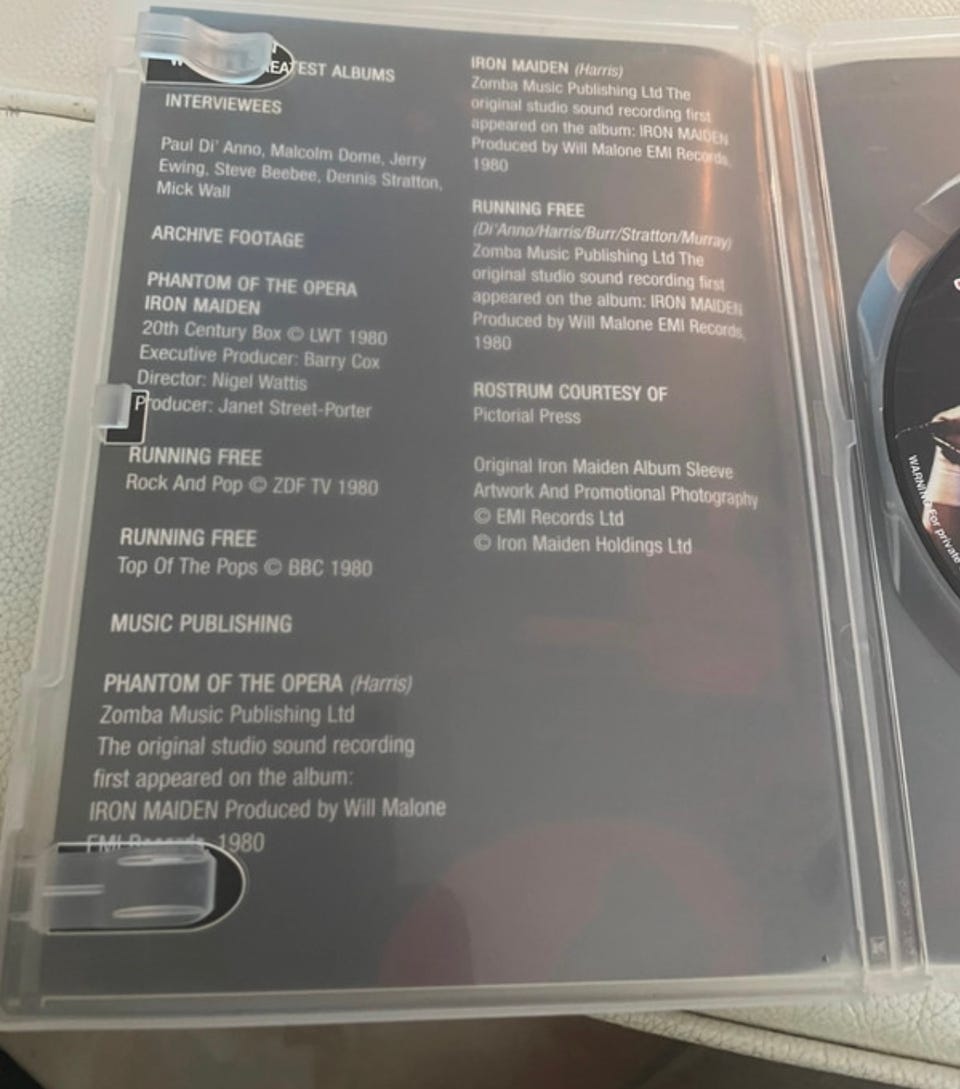 GREATEST ALBUMS
INTERVIEWEES
Paul Di' Anno, Malcolm Dome, Jerry
Ewing, Steve Beebee, Dennis Stratton,
Mick Wall
ARCHIVE FOOTAGE
PHANTOM OF THE OPERA
IRON MAIDEN
20th Century Box © LWT 1980
Executive Producer: Barry Cox
Director: Nigel Wattis
Producer: Janet Street-Porter
RUNNING FREE
Rock And Pop © ZDF TV 1980
RUNNING FREE
Top Of The Pops © BBC 1980
MUSIC PUBLISHING
PHANTOM OF THE OPERA (Harris)
Zomba Music Publishing Ltd
The original studio sound recording
first appeared on the album:
IRON MAIDEN Produced by Will Malone
EMI Records, 1980
IRON MAIDEN (Harris)
Zomba Music Publishing Ltd The
original studio sound recording first
appeared on the album: IRON MAIDEN
Produced by Will Malone EMI Records,
1980
RUNNING FREE
(Di'Anno/Harris/Burr/Stratton/Murray)
Zomba Music Publishing Ltd The
original studio sound recording first
appeared on the album: IRON MAIDEN
Produced by Will Malone EMI Records,
1980
ROSTRUM COURTESY OF
Pictorial Press
Original Iron Maiden Album Sleeve
Artwork And Promotional Photography
© EMI Records Ltd
© Iron Maiden Holdings Ltd
WARNING For private